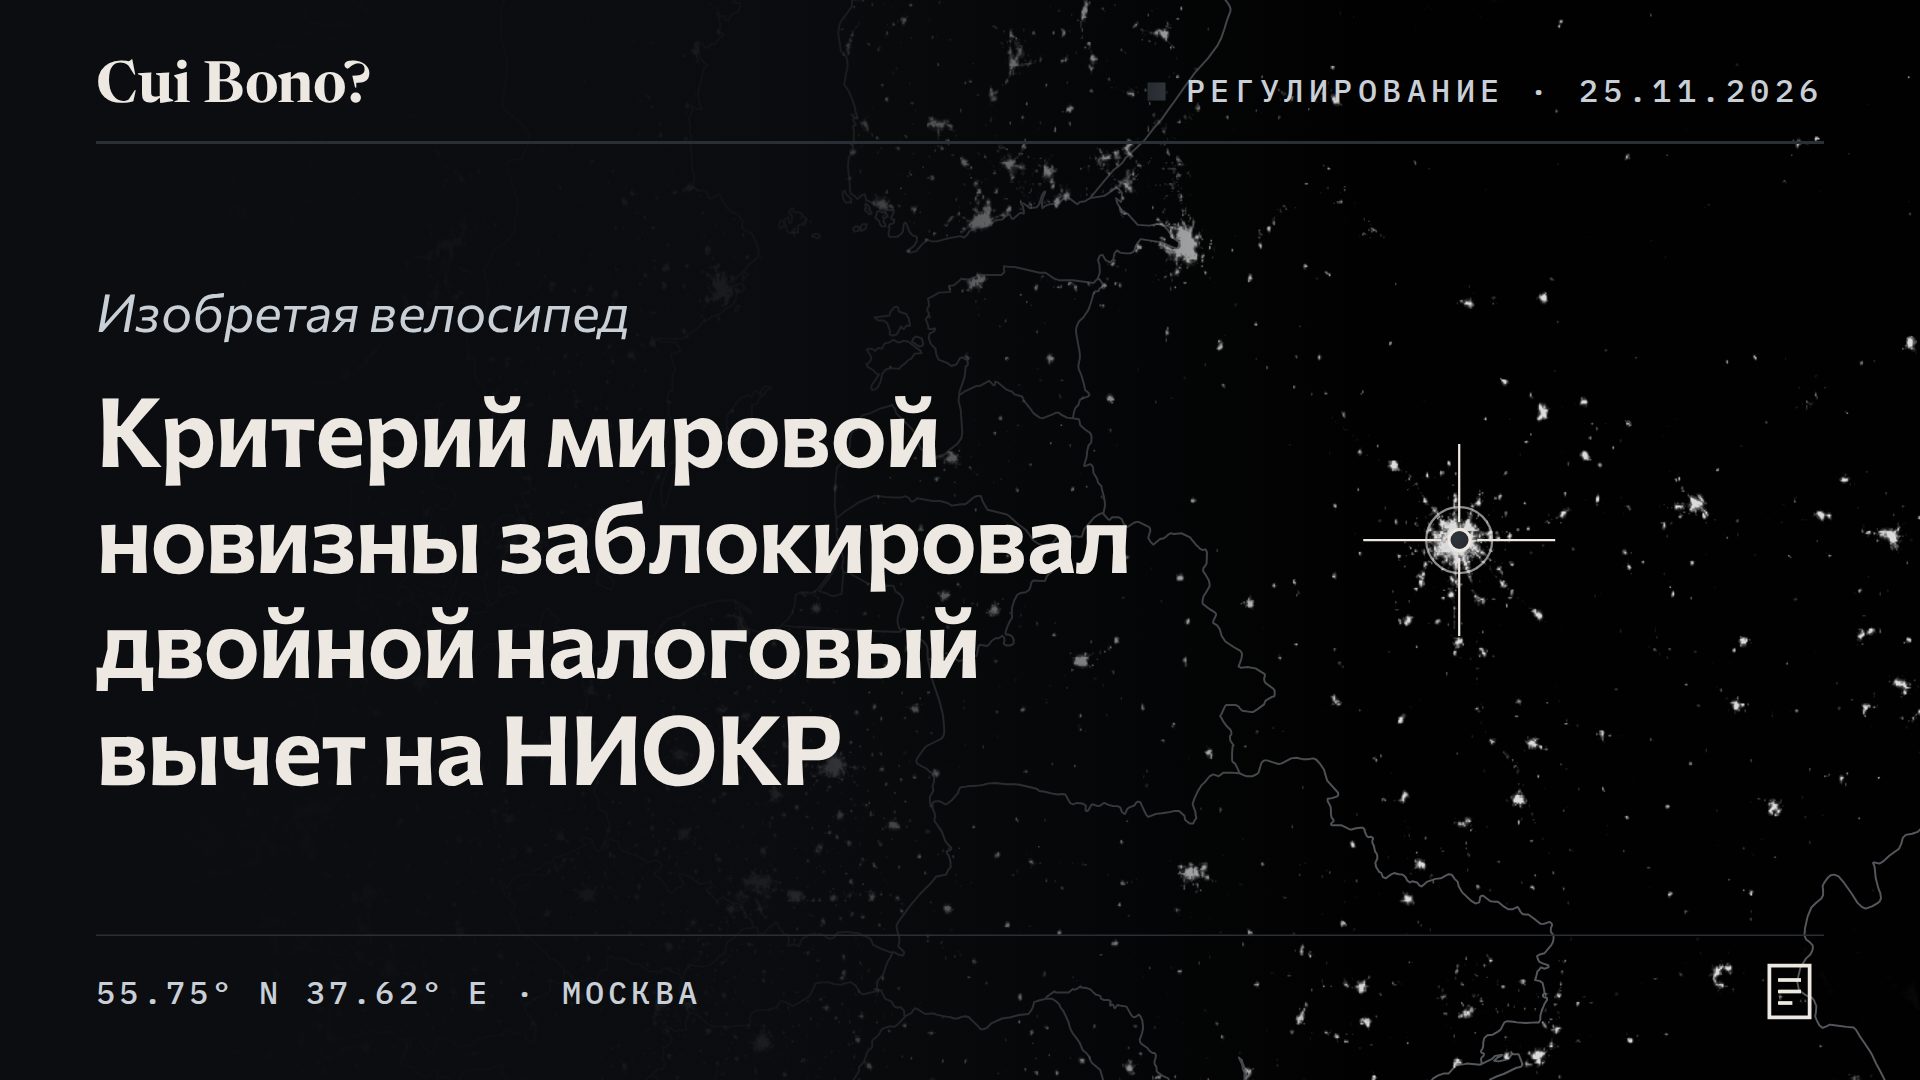 Cui Bono?
РЕГУЛИРОВАНИЕ · 25.11.2026
Изобретая велосипед
Критерий мировой
новизны заблокировал
двойной налоговый
вычет на НИОКР
55.75° N 37.62° E · МОСКВА